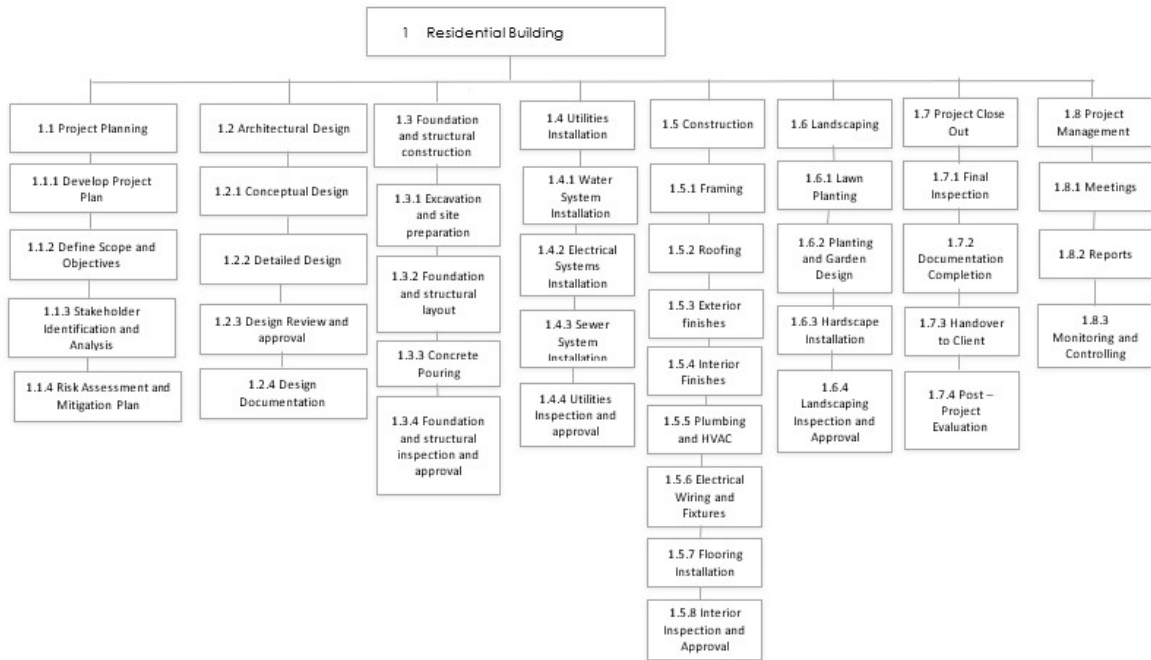 1 Residential Building
1.1 Project Planning
1.1.1 Develop Project
Plan
1.1.2 Define Scope and
Objectives
1.1.3 Stakeholder
Identification and
Analysis
1.1.4 Risk Assessment and
Mitigation Plan
1.2 Architectural Design
1.2.1 Conceptual Design
1.2.2 Detailed Design
1.2.3 Design Review and
approval
1.2.4 Design
Documentation
1.3 Foundation
and structural
construction
1.3.1 Excavation
and site
preparation
1.3.2 Foundation
and structural
layout
1.3.3 Concrete
Pouring
1.3.4 Foundation
and structural
inspection and
approval
1.4 Utilities
Installation
1.4.1 Water
System
Installation
1.4.2 Electrical
Systems
Installation
1.4.3 Sewer
System
Installation
1.4.4 Utilities
Inspection and
approval
1.5 Construction
1.5.1 Framing
1.5.2 Roofing
1.5.3 Exterior
finishes
1.5.4 Interior
Finishes
1.5.5 Plumbing
and HVAC
1.5.6 Electrical
Wiring and
Fixtures
1.5.7 Flooring
Installation
1.5.8 Interior
Inspection and
Approval
1.6 Landscaping
1.6.1 Lawn
Planting
1.6.2 Planting
and Garden
Design
1.6.3 Hardscape
Installation
1.6.4
Landscaping
Inspection and
Approval
1.7 Project Close
Out
1.7.1 Final
Inspection
1.7.2
Documentation
Completion
1.7.3 Handover
to Client
1.7.4 Post –
Project
Evaluation
1.8 Project
Management
1.8.1 Meetings
1.8.2 Reports
1.8.3
Monitoring and
Controlling